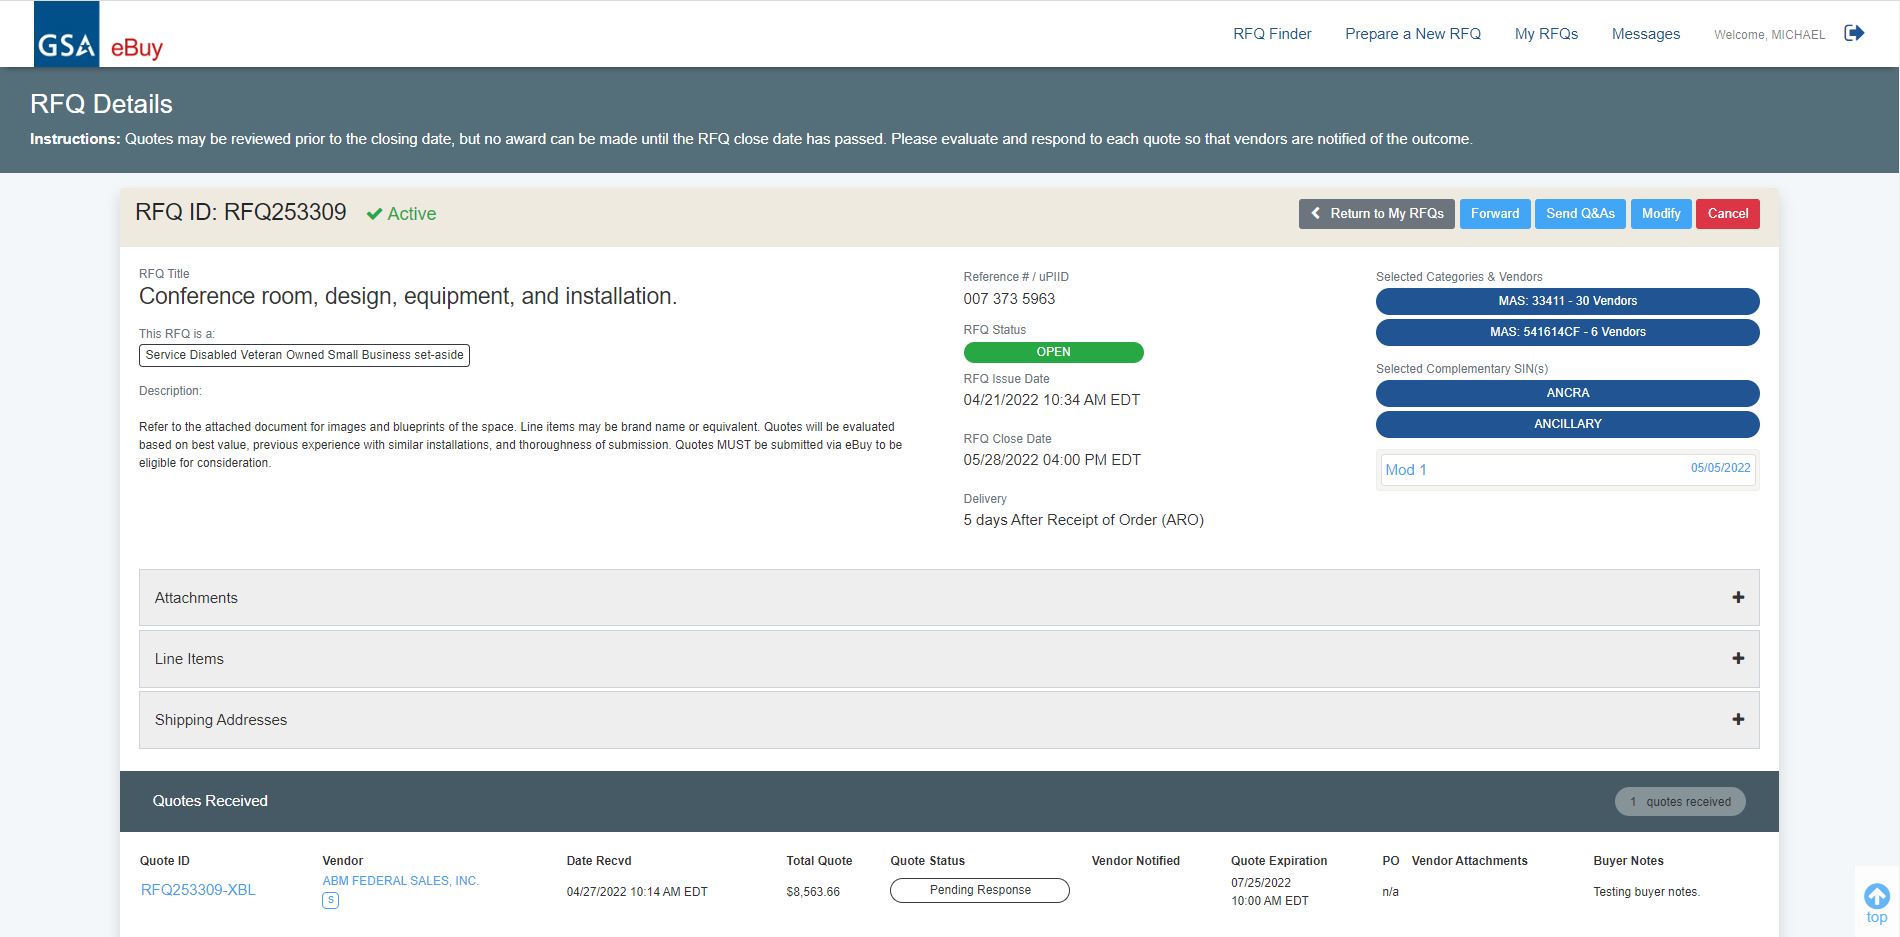 GSA eBuy
RFQ Finder
Prepare a New RFQ
My RFQs
Messages
Welcome, MICHAEL
RFQ Details
Instructions: Quotes may be reviewed prior to the closing date, but no award can be made until the RFQ close date has passed. Please evaluate and respond to each quote so that vendors are notified of the outcome.
RFQ ID: RFQ253309
Active
Return to My RFQs
Forward
Send Q&As
Modify
Cancel
RFQ Title
Conference room, design, equipment, and installation.
This RFQ is a:
Service Disabled Veteran Owned Small Business set-aside
Description:
Refer to the attached document for images and blueprints of the space. Line items may be brand name or equivalent. Quotes will be evaluated
based on best value, previous experience with similar installations, and thoroughness of submission. Quotes MUST be submitted via eBuy to be
eligible for consideration.
Reference # / uPIID
007 373 5963
RFQ Status
OPEN
RFQ Issue Date
04/21/2022 10:34 AM EDT
RFQ Close Date
05/28/2022 04:00 PM EDT
Delivery
5 days After Receipt of Order (ARO)
Selected Categories & Vendors
MAS: 33411 - 30 Vendors
MAS: 541614CF - 6 Vendors
Selected Complementary SIN(s)
ANCRA
ANCILLARY
Mod 1
05/05/2022
Attachments
Line Items
Shipping Addresses
Quotes Received
1 quotes received
Quote ID
Vendor
Date Recvd
Total Quote
Quote Status
Vendor Notified
Quote Expiration
PO
Vendor Attachments
Buyer Notes
RFQ253309-XBL
ABM FEDERAL SALES, INC.
S
04/27/2022 10:14 AM EDT
$8,563.66
Pending Response
07/25/2022
10:00 AM EDT
n/a
Testing buyer notes.
top